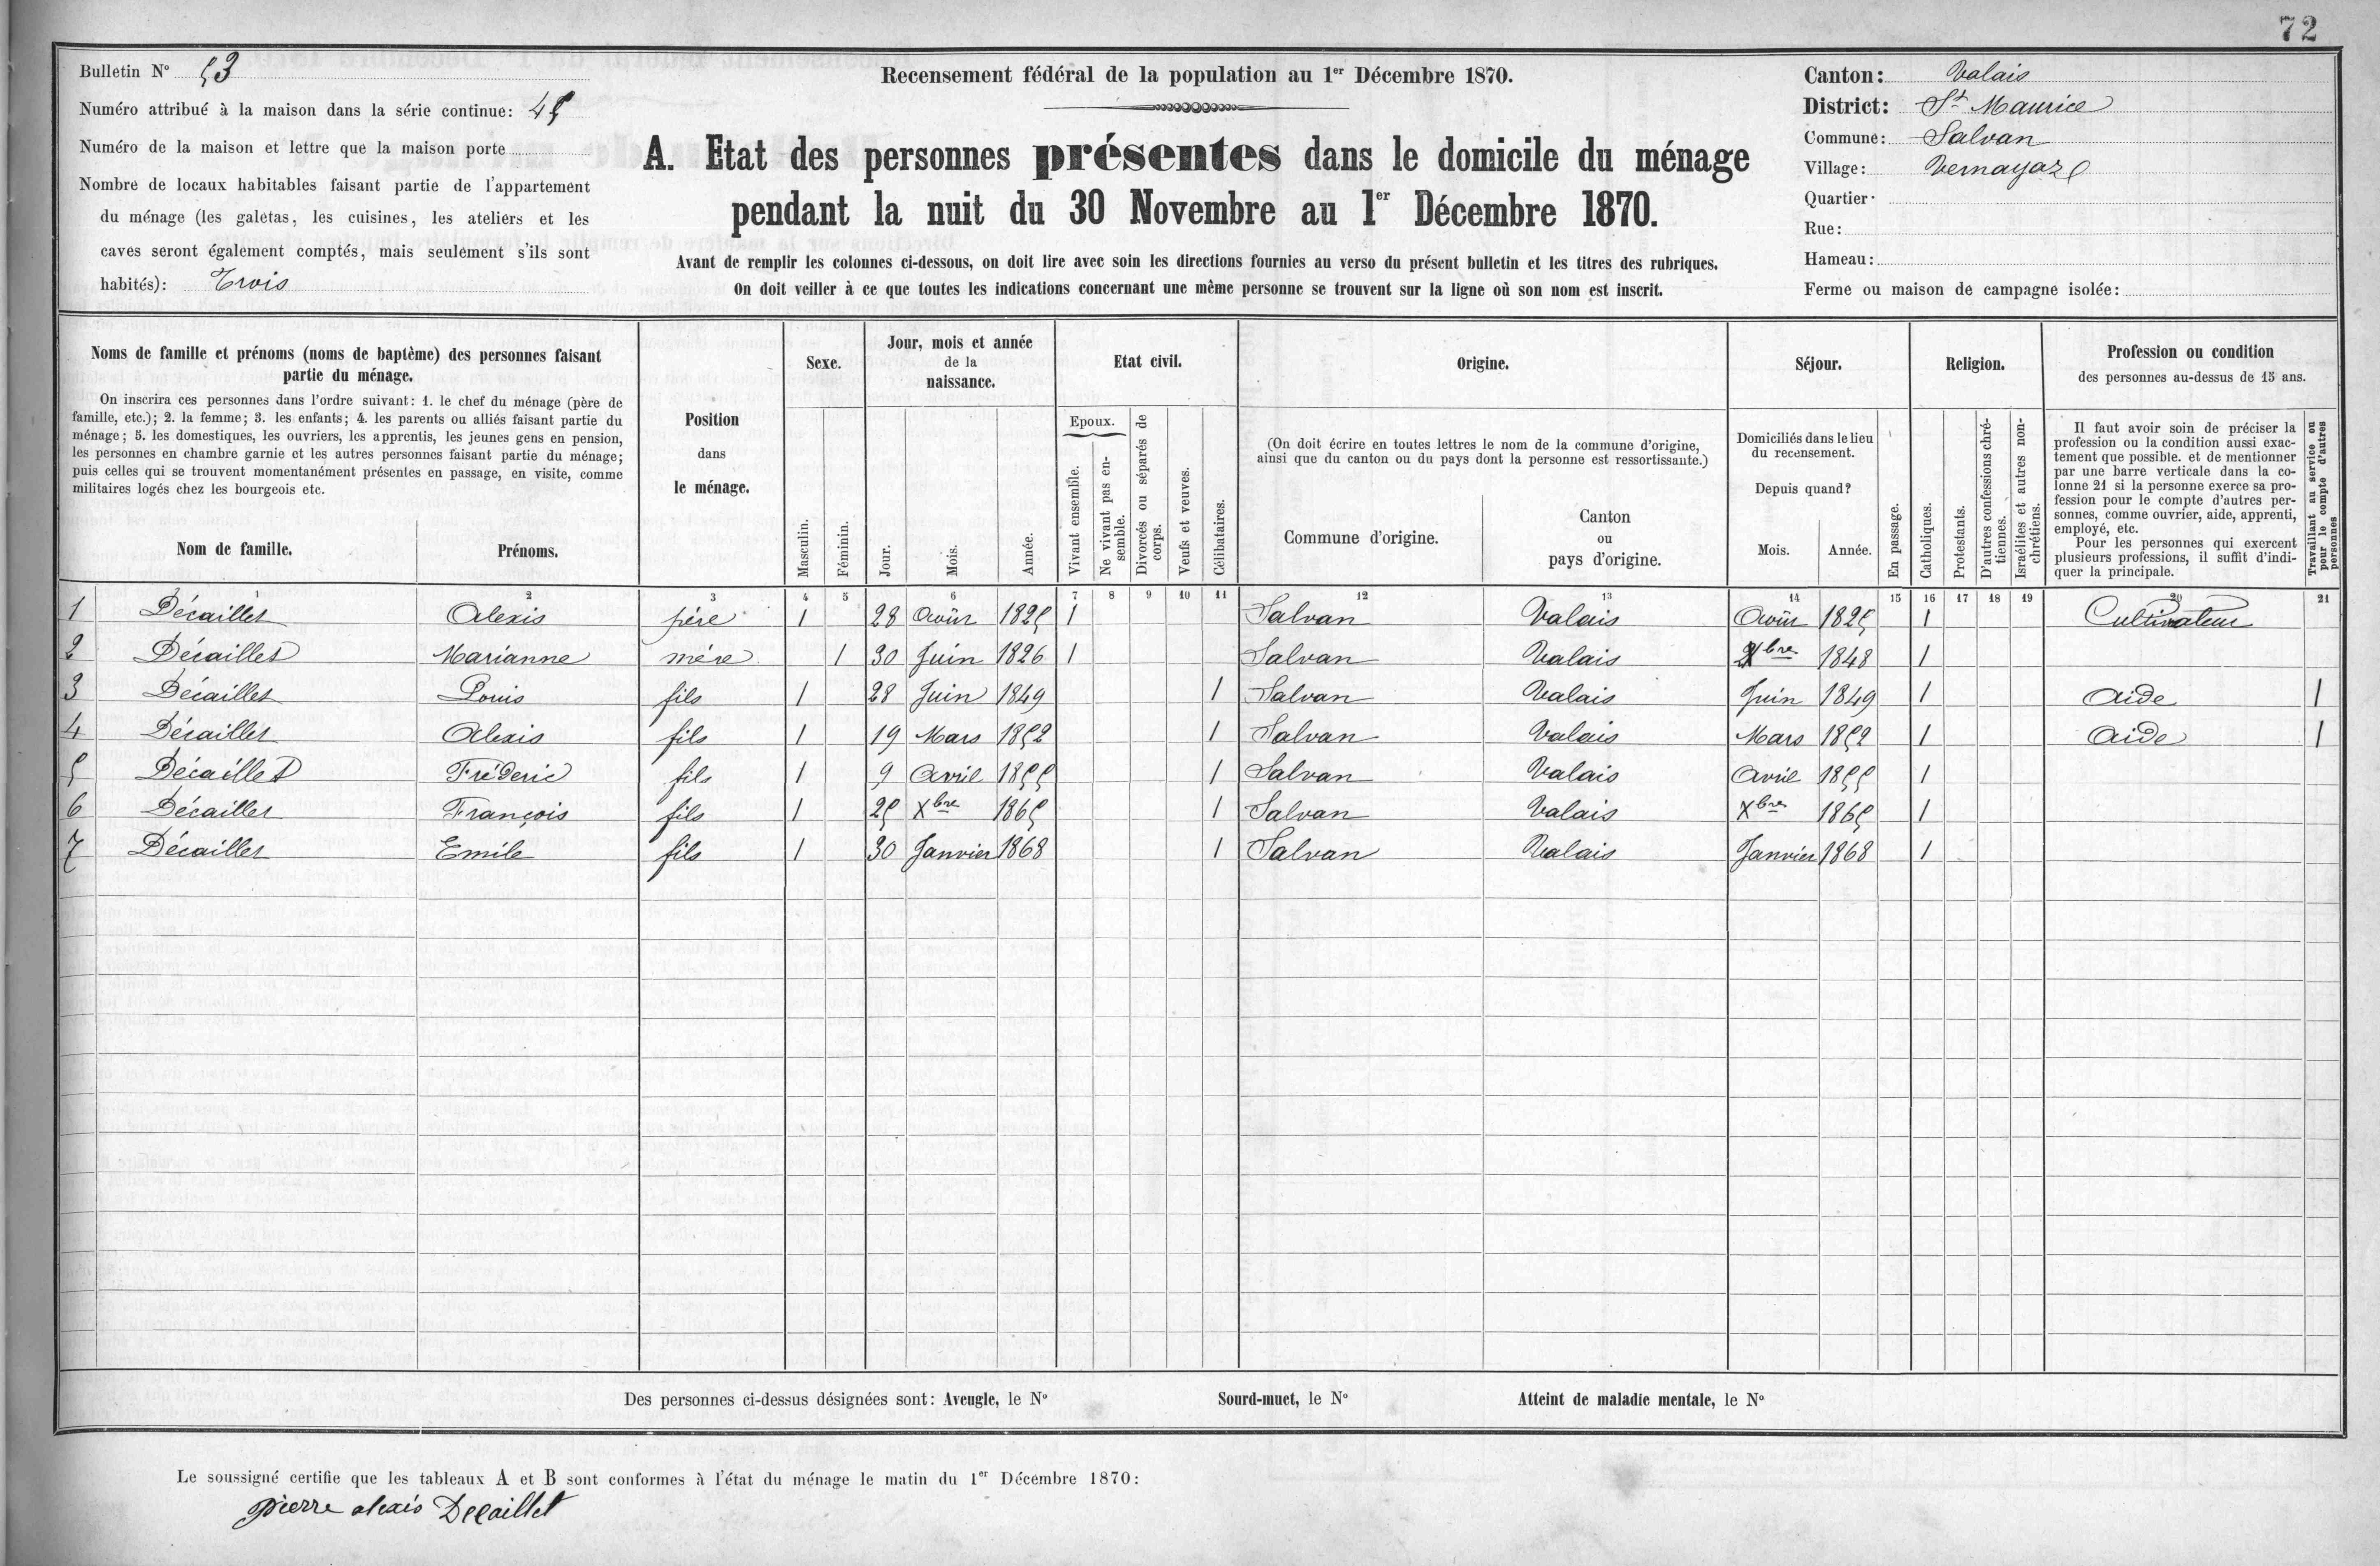 72
Bulletin N° 53
Numéro attribué à la maison dans la série continue: 45
Numéro de la maison et lettre que la maison porte
Nombre de locaux habitables faisant partie de l'appartement
du ménage (les galetas, les cuisines, les ateliers et les
caves seront également comptés, mais seulement s'ils sont
habités): Trois
Recensement fédéral de la population au 1er Décembre 1870.
A. Etat des personnes présentes dans le domicile du ménage
pendant la nuit du 30 Novembre au 1er Décembre 1870.
Avant de remplir les colonnes ci-dessous, on doit lire avec soin les directions fournies au verso du présent bulletin et les titres des rubriques.
On doit veiller à ce que toutes les indications concernant une même personne se trouvent sur la ligne où son nom est inscrit.
Canton: Valais
District: St Maurice
Commune: Salvan
Village: Vernayaz
Quartier
Rue:
Hameau:
Ferme ou maison de campagne isolée:
Noms de famille et prénoms (noms de baptême) des personnes faisant
partie du ménage.
On inscrira ces personnes dans l'ordre suivant: 1. le chef du ménage (père de
famille, etc.); 2. la femme; 3. les enfants; 4. les parents ou alliés faisant partie du
ménage; 5. les domestiques, les ouvriers, les apprentis, les jeunes gens en pension,
les personnes en chambre garnie et les autres personnes faisant partie du ménage;
puis celles qui se trouvent momentanément présentes en passage, en visite, comme
militaires logés chez les bourgeois etc.
Nom de famille.
Prénoms.
Position
dans
le ménage.
Sexe.
Masculin.
Féminin.
Jour, mois et année
de la
naissance.
Jour.
Mois.
Année.
Etat civil.
Epoux.
Vivant ensemble.
Ne vivant pas en-
semble.
Divorcés ou séparés de
corps.
Veufs et veuves.
Célibataires.
Origine.
(On doit écrire en toutes lettres le nom de la commune d'origine,
ainsi que du canton ou du pays dont la personne est ressortissante.)
Commune d'origine.
Canton
ou
pays d'origine.
Séjour.
Domiciliés dans le lieu
du recensement.
Depuis quand?
Mois.
Année.
En passage.
Religion.
Catholiques.
Protestants.
D'autres confessions chré-
tiennes.
Israélites et autres non-
chrétiens.
Profession ou condition
des personnes au-dessus de 15 ans.
Il faut avoir soin de préciser la
profession ou la condition aussi exac-
tement que possible. et de mentionner
par une barre verticale dans la co-
lonne 21 si la personne exerce sa pro-
fession pour le compte d'autres per-
sonnes, comme ouvrier, aide, apprenti,
employé, etc.
Pour les personnes qui exercent
plusieurs professions, il suffit d'indi-
quer la principale.
Travaillant au service ou
pour le compte d'autres
personnes
1 2 3 4 5 6 7 8 9 10 11 12 13 14 15 16 17 18 19 20 21
1 Décaillet Alexis père 1 28 Août 1825 1 Salvan Valais Août 1825 1 Cultivateur
2 Décaillet Marianne mère 1 30 Juin 1826 1 Salvan Valais Xbre 1848 1
3 Décaillet Louis fils 1 28 Juin 1849 1 Salvan Valais Juin 1849 1 Aide 1
4 Décaillet Alexis fils 1 19 Mars 1852 1 Salvan Valais Mars 1852 1 Aide 1
5 Décaillet Fréderic fils 1 9 Avril 1855 1 Salvan Valais Avril 1855 1
6 Décaillet François fils 1 25 Xbre 1865 1 Salvan Valais Xbre 1865 1
7 Décaillet Emile fils 1 30 Janvier 1868 1 Salvan Valais Janvier 1868 1
Des personnes ci-dessus désignées sont: Aveugle, le N° Sourd-muet, le N° Atteint de maladie mentale, le N°
Le soussigné certifie que les tableaux A et B sont conformes à l'état du ménage le matin du 1er Décembre 1870:
pierre alexis Decaillet